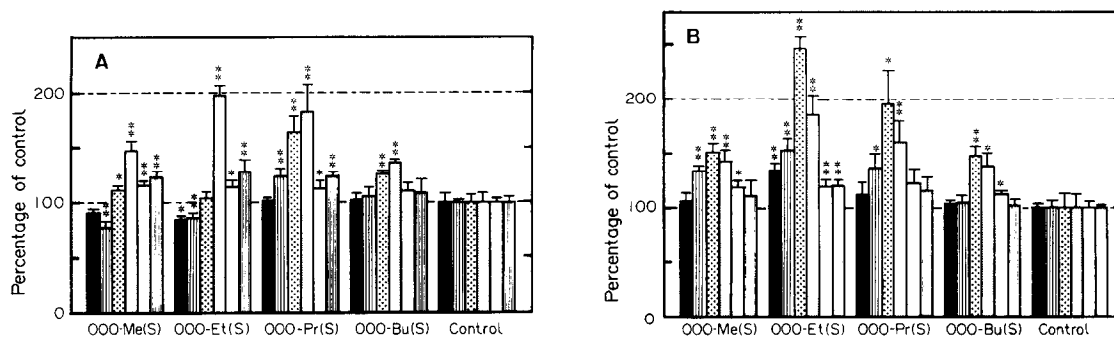 A
Percentage of control
200
100
0
OOO-Me(S) OOO-Et(S) OOO-Pr(S) OOO-Bu(S) Control
B
Percentage of control
200
100
0
OOO-Me(S) OOO-Et(S) OOO-Pr(S) OOO-Bu(S) Control